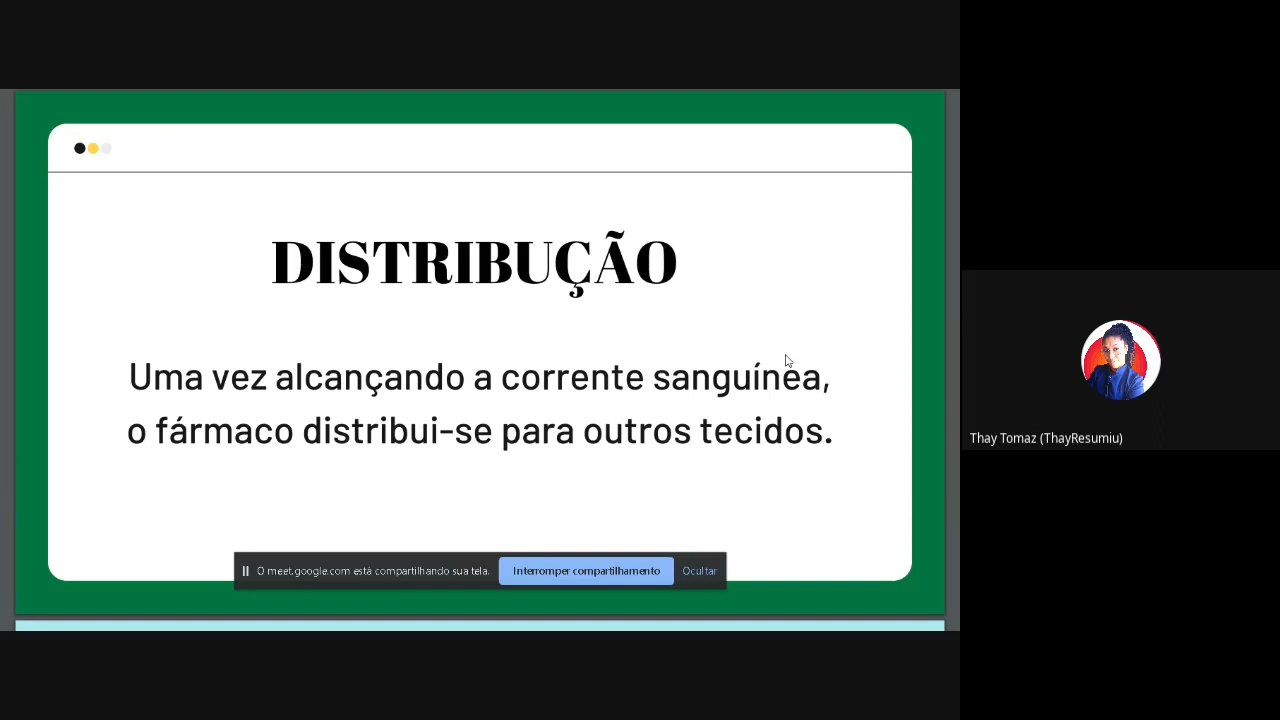 DISTRIBUÇÃO
Uma vez alcançando a corrente sanguínea,
o fármaco distribui-se para outros tecidos.
O meet.google.com está compartilhando sua tela.
Interromper compartilhamento
Ocultar
Thay Tomaz (ThayResumiu)